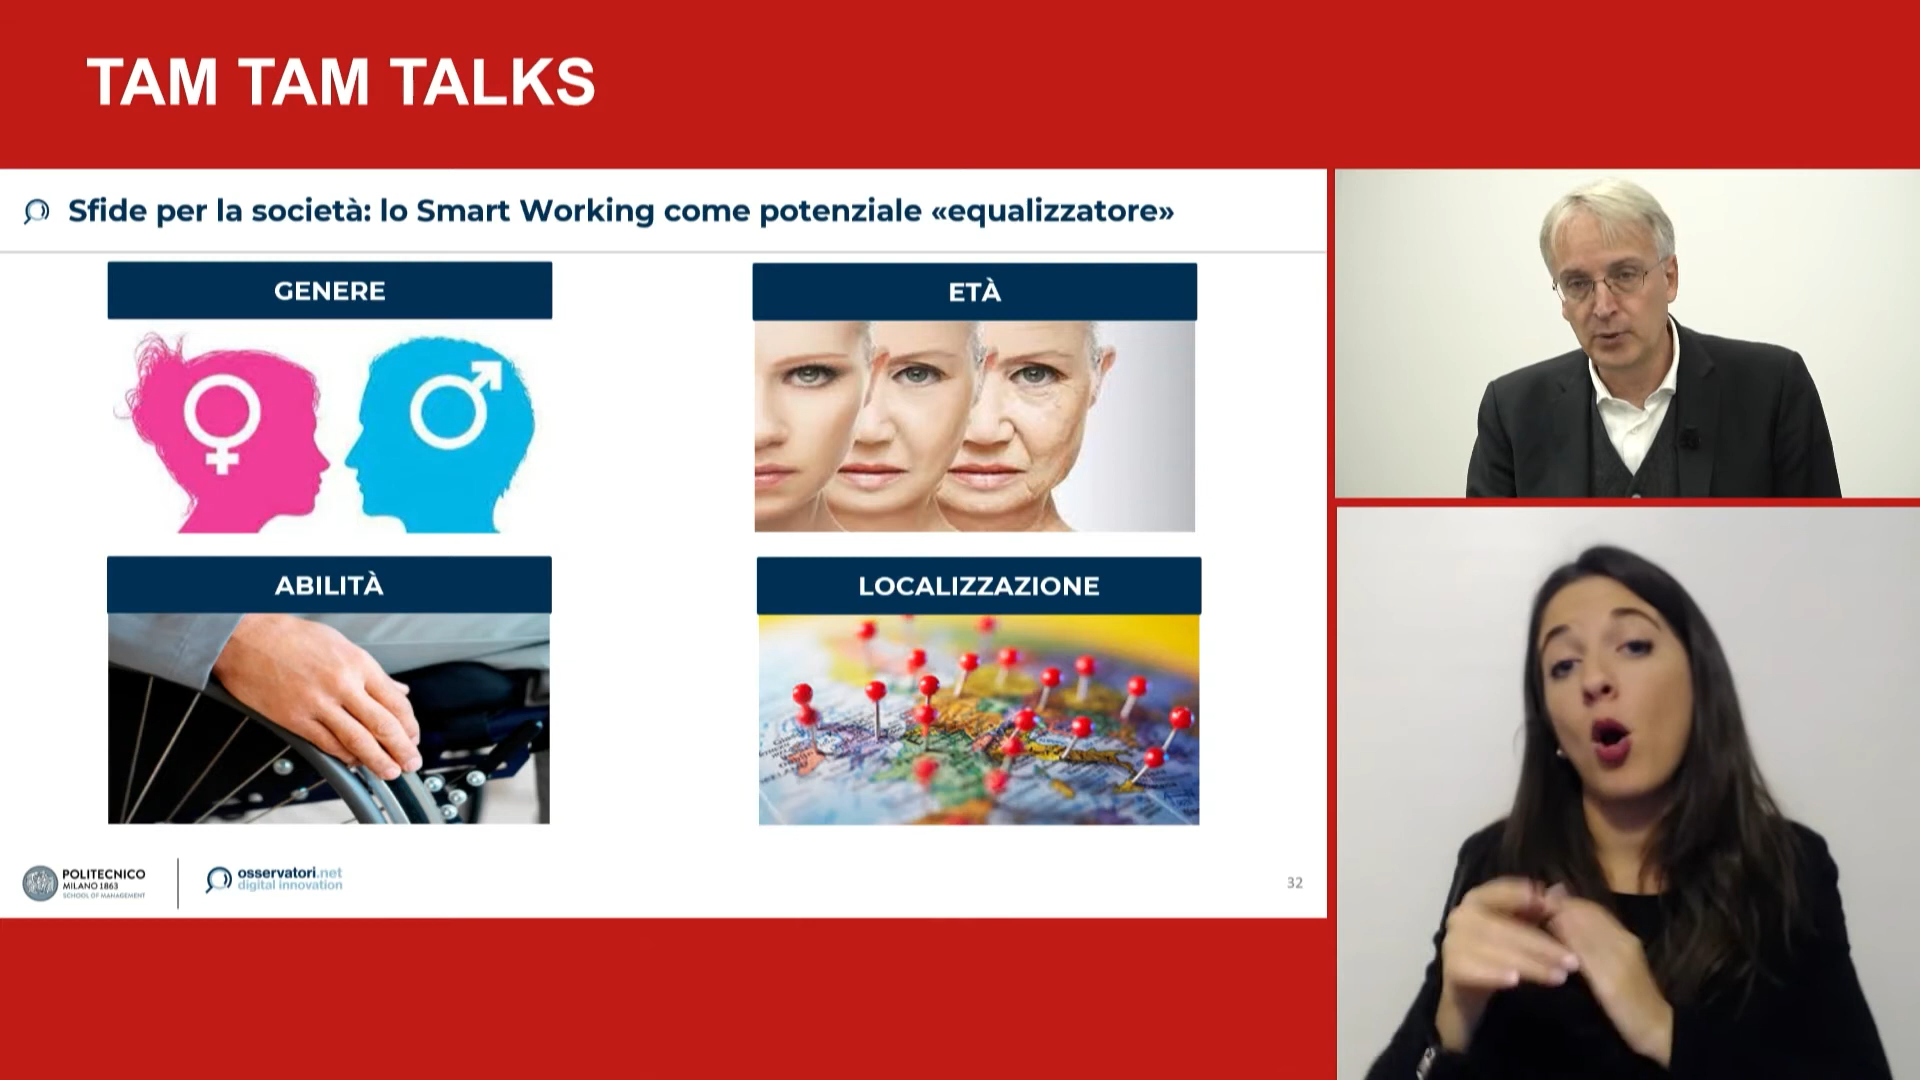 TAM TAM TALKS
Sfide per la società: lo Smart Working come potenziale «equalizzatore»
GENERE
ETÀ
ABILITÀ
LOCALIZZAZIONE
POLITECNICO
MILANO 1863
SCHOOL OF MANAGEMENT
osservatori.net
digital innovation
32